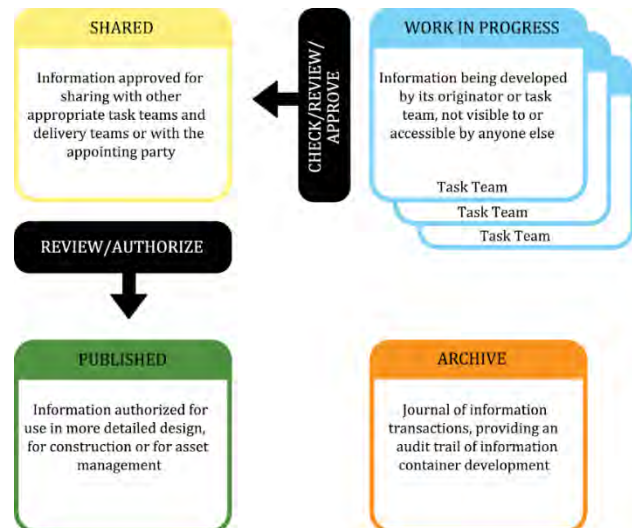 SHARED
Information approved for
sharing with other
appropriate task teams and
delivery teams or with the
appointing party
CHECK/REVIEW/
APPROVE
WORK IN PROGRESS
Information being developed
by its originator or task
team, not visible to or
accessible by anyone else
Task Team
Task Team
Task Team
REVIEW/AUTHORIZE
PUBLISHED
Information authorized for
use in more detailed design,
for construction or for asset
management
ARCHIVE
Journal of information
transactions, providing an
audit trail of information
container development